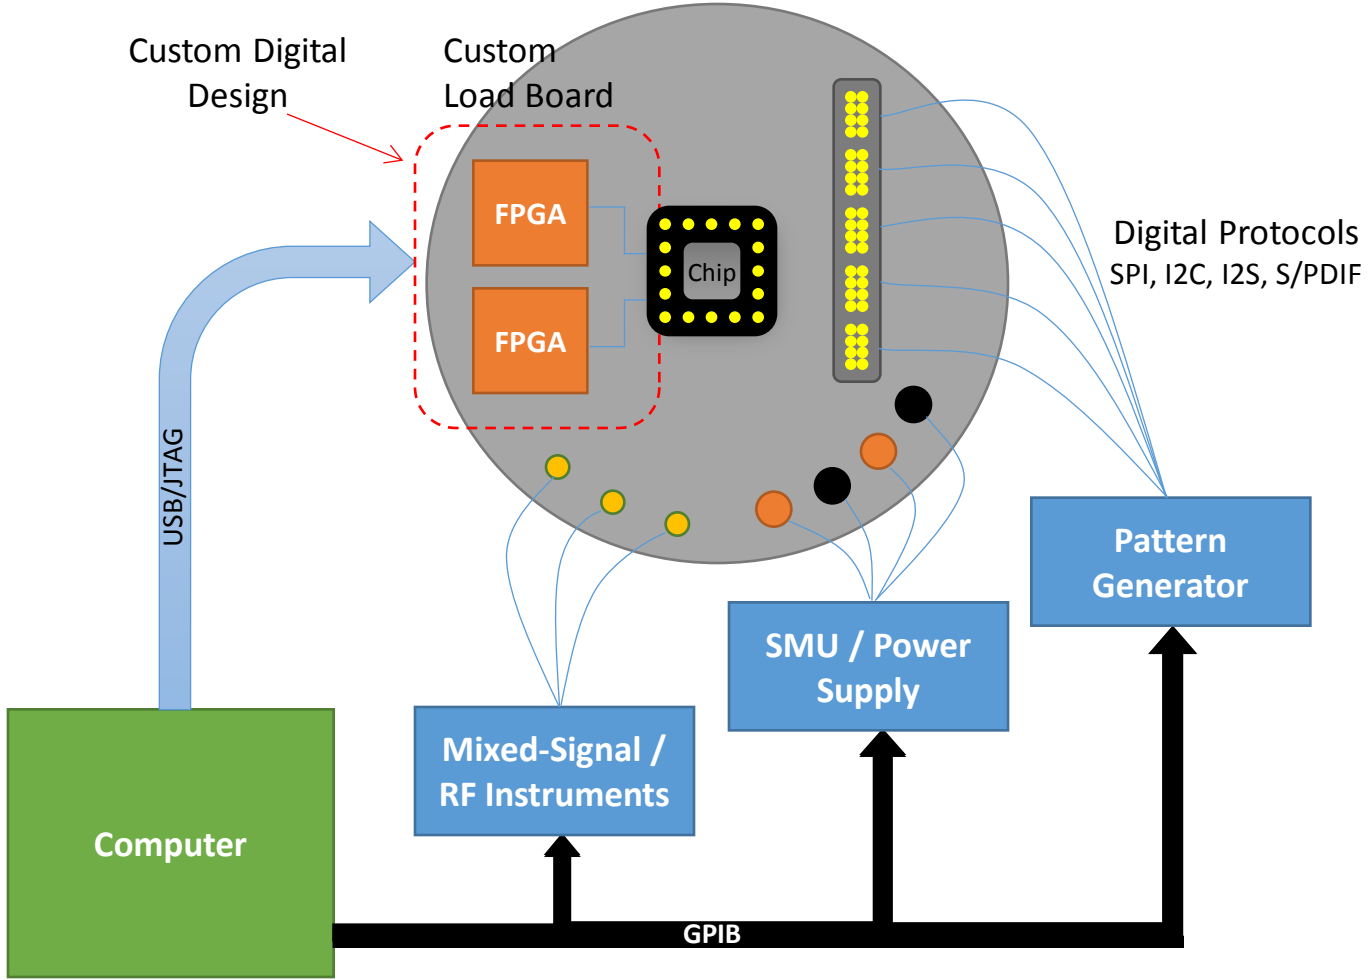 Custom Digital
Design
Custom
Load Board
FPGA
FPGA
Chip
Digital Protocols
SPI, I2C, I2S, S/PDIF
USB/JTAG
Pattern
Generator
SMU / Power
Supply
Mixed-Signal /
RF Instruments
Computer
GPIB